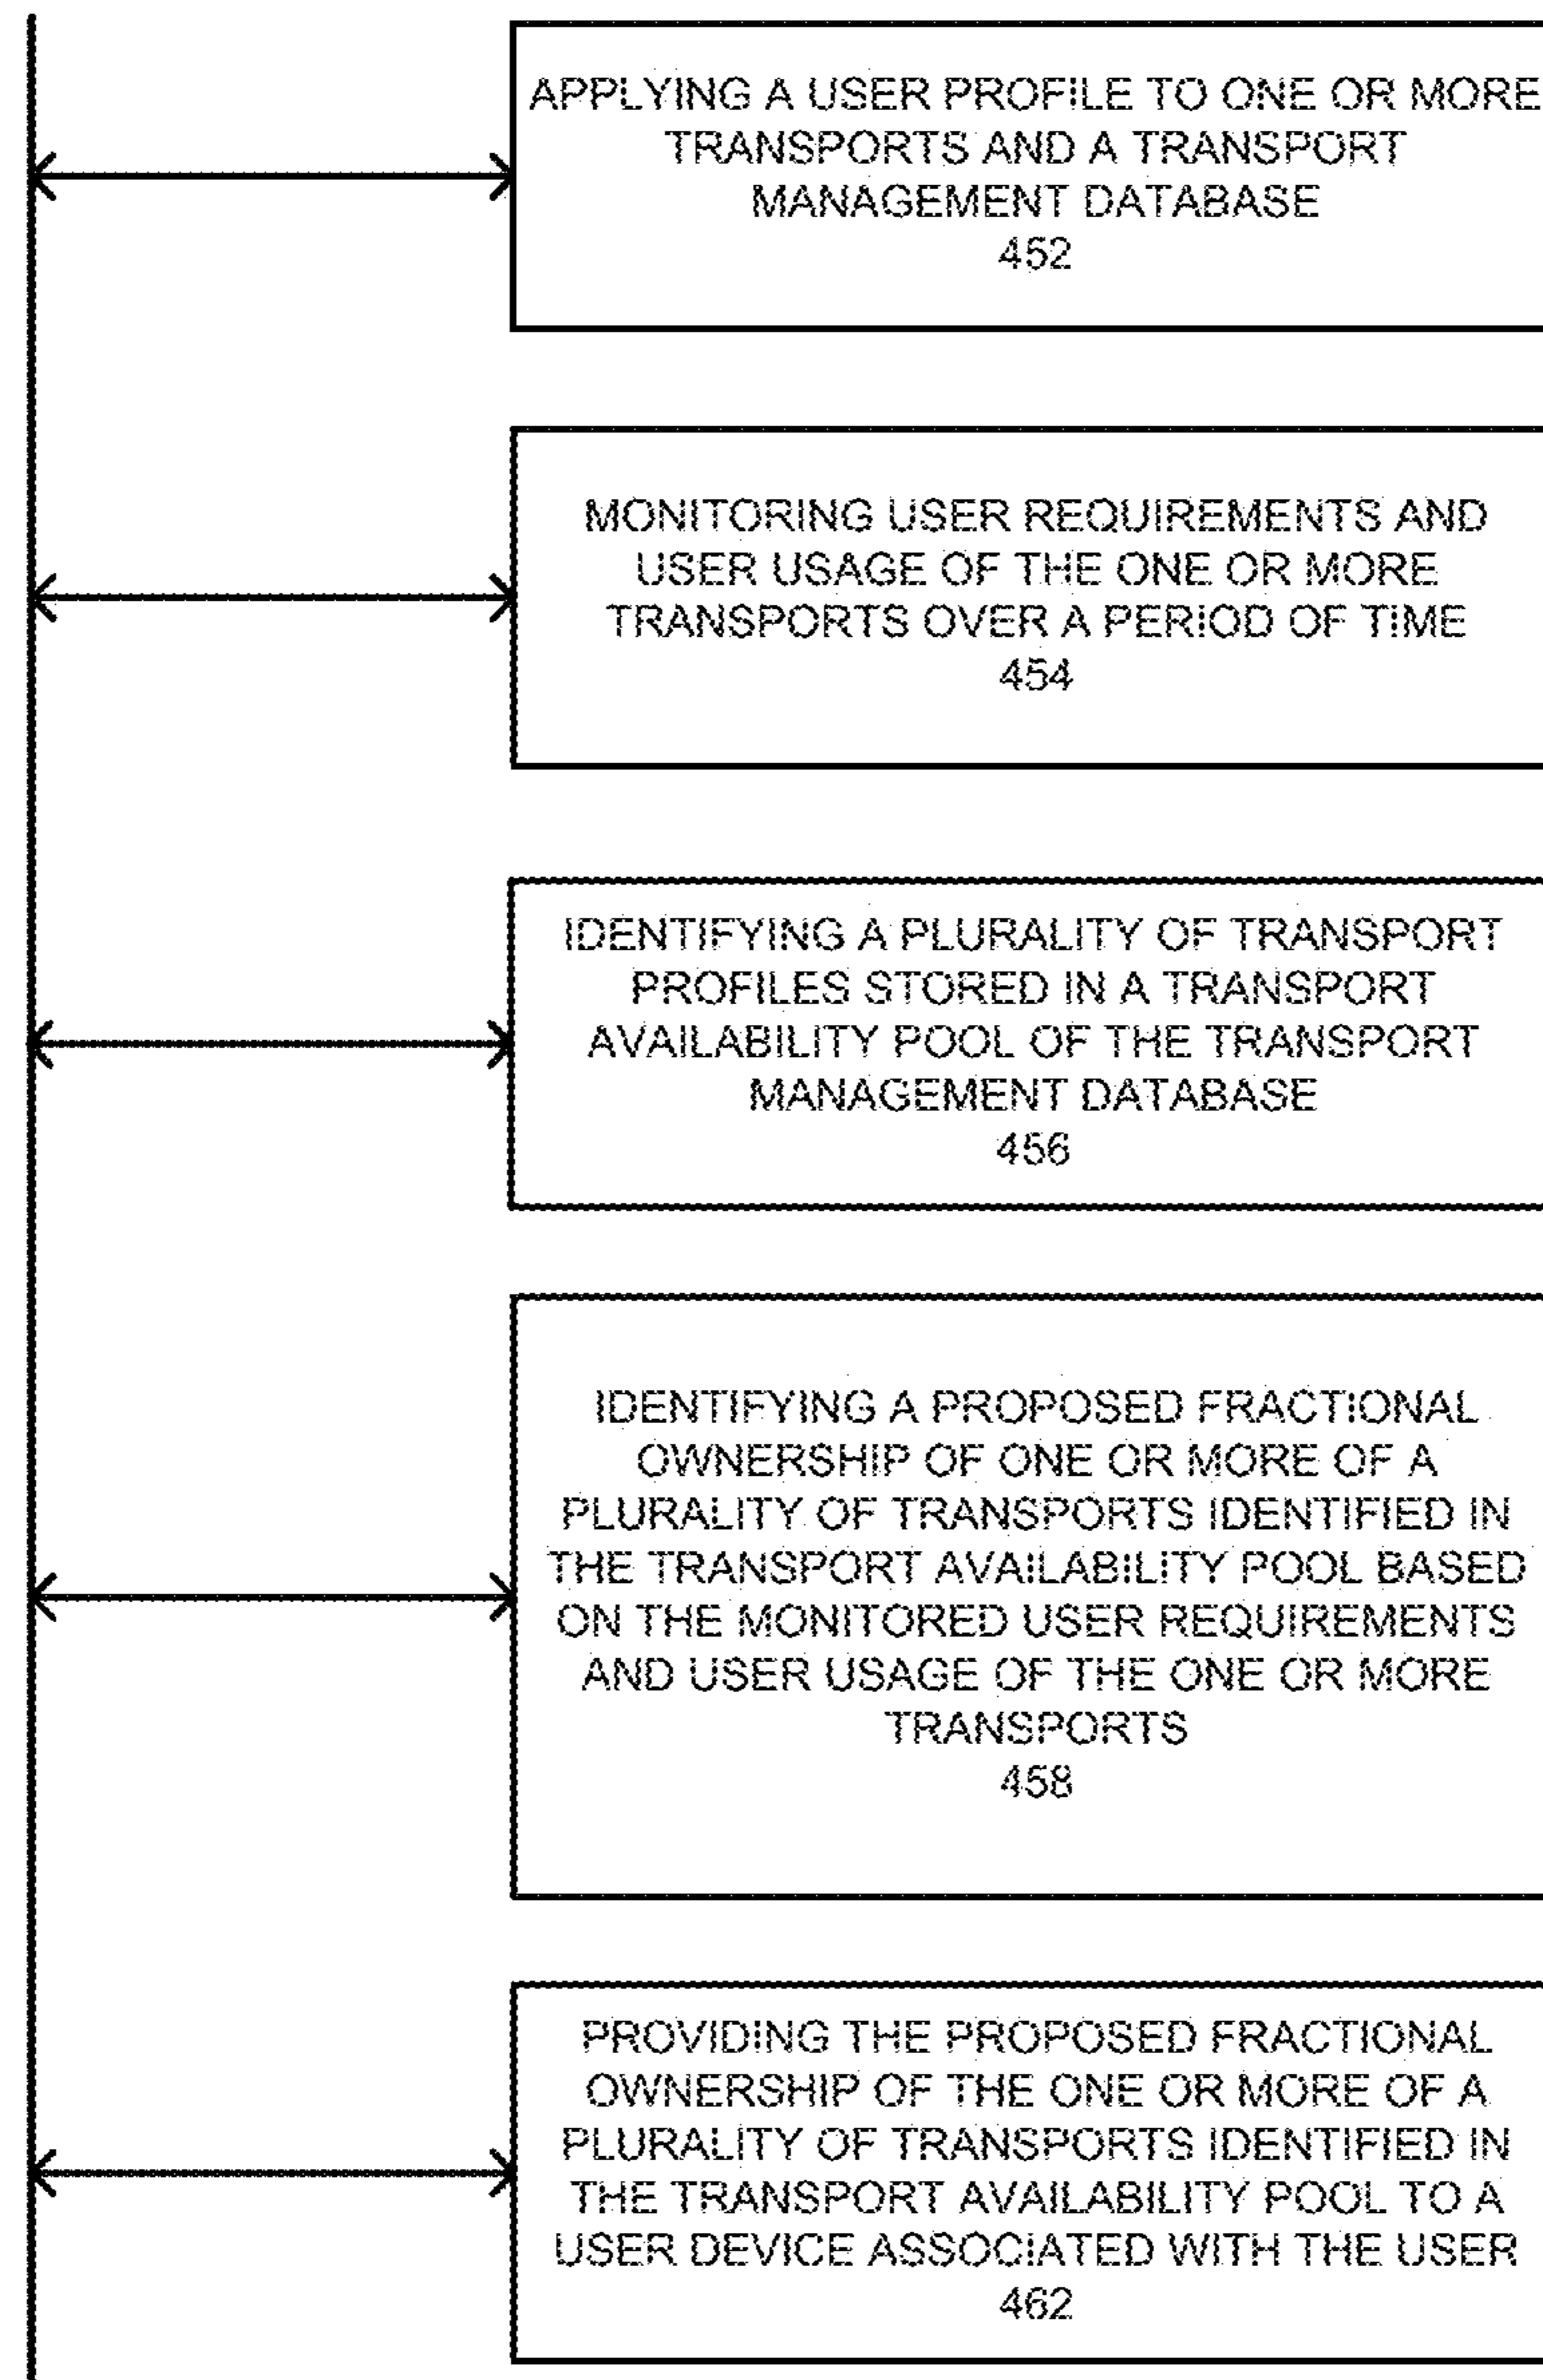 APPLYING A USER PROFILE TO ONE OR MORE
TRANSPORTS AND A TRANSPORT
MANAGEMENT DATABASE
452
MONITORING USER REQUIREMENTS AND
USER USAGE OF THE ONE OR MORE
TRANSPORTS OVER A PERIOD OF TIME
454
IDENTIFYING A PLURALITY OF TRANSPORT
PROFILES STORED IN A TRANSPORT
AVAILABILITY POOL OF THE TRANSPORT
MANAGEMENT DATABASE
456
IDENTIFYING A PROPOSED FRACTIONAL
OWNERSHIP OF ONE OR MORE OF A
PLURALITY OF TRANSPORTS IDENTIFIED IN
THE TRANSPORT AVAILABILITY POOL BASED
ON THE MONITORED USER REQUIREMENTS
AND USER USAGE OF THE ONE OR MORE
TRANSPORTS
458
PROVIDING THE PROPOSED FRACTIONAL
OWNERSHIP OF THE ONE OR MORE OF A
PLURALITY OF TRANSPORTS IDENTIFIED IN
THE TRANSPORT AVAILABILITY POOL TO A
USER DEVICE ASSOCIATED WITH THE USER
462